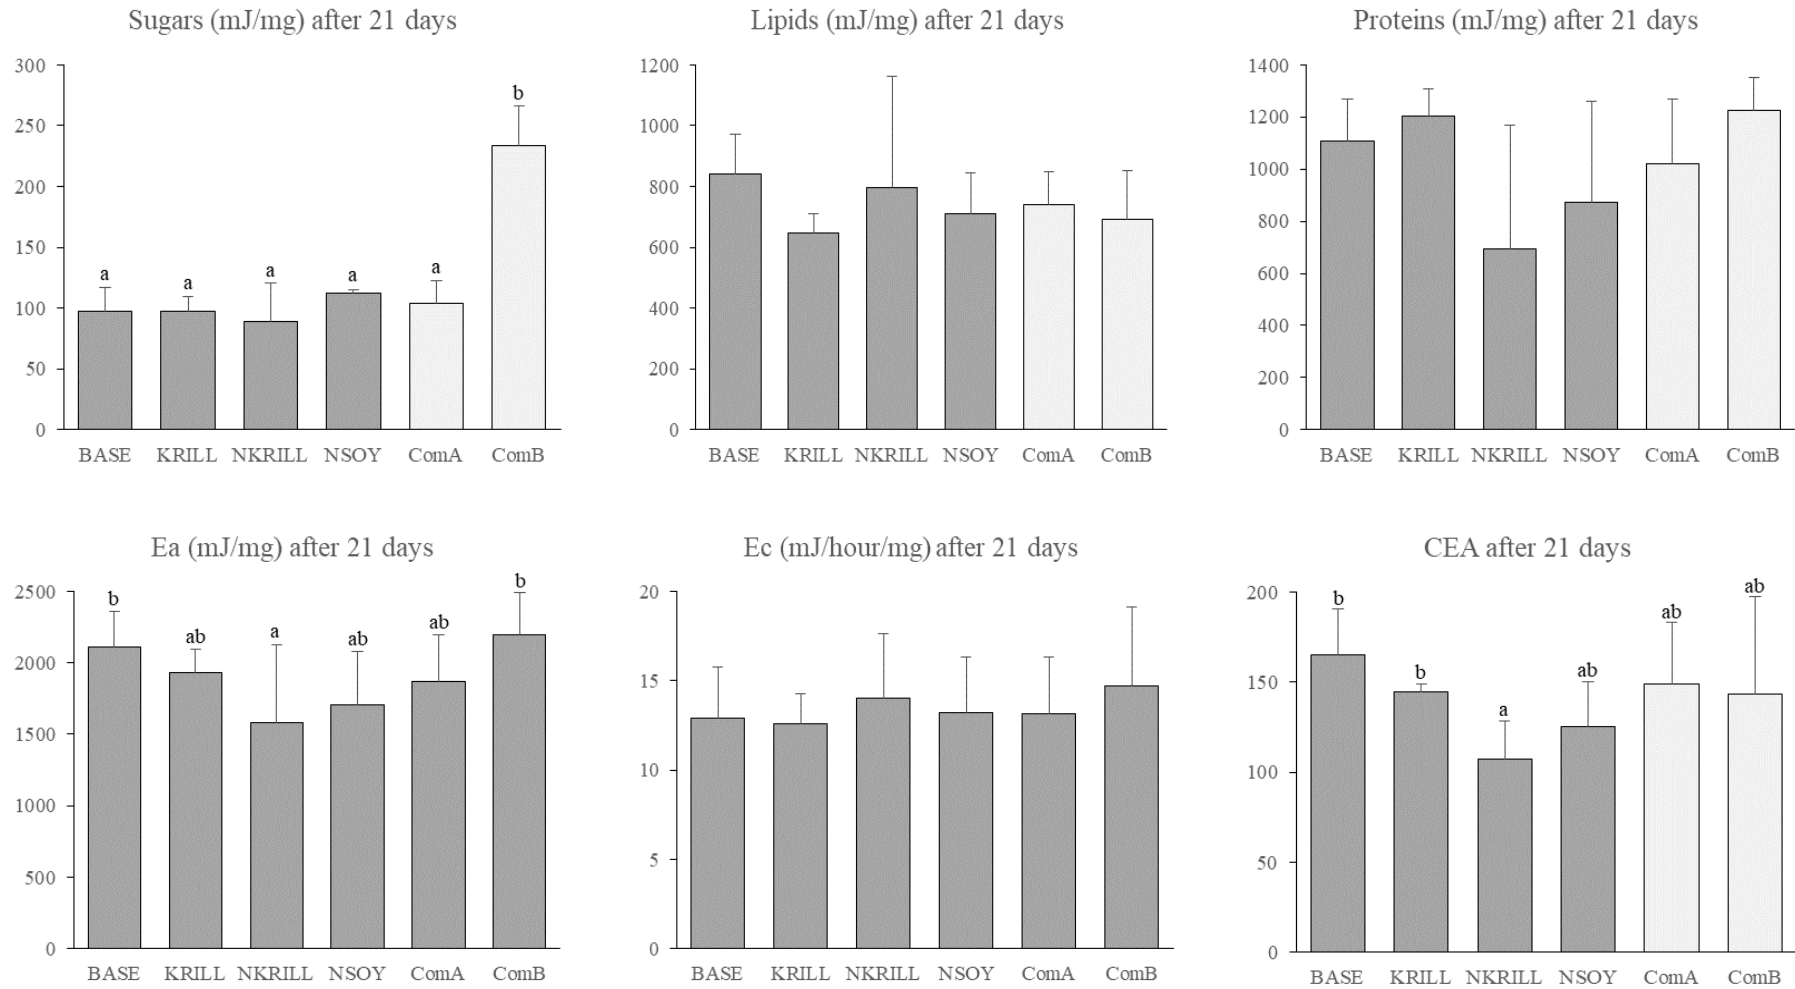 Sugars (mJ/mg) after 21 days
300
250
200
150
100
50
0
a
a
a
a
a
b
BASE KRILL NKRILL NSOY ComA ComB
Lipids (mJ/mg) after 21 days
1200
1000
800
600
400
200
0
BASE KRILL NKRILL NSOY ComA ComB
Proteins (mJ/mg) after 21 days
1400
1200
1000
800
600
400
200
0
BASE KRILL NKRILL NSOY ComA ComB
Ea (mJ/mg) after 21 days
2500
2000
1500
1000
500
0
b
ab
a
ab
ab
b
BASE KRILL NKRILL NSOY ComA ComB
Ec (mJ/hour/mg) after 21 days
20
15
10
5
0
BASE KRILL NKRILL NSOY ComA ComB
CEA after 21 days
200
150
100
50
0
b
b
a
ab
ab
ab
BASE KRILL NKRILL NSOY ComA ComB